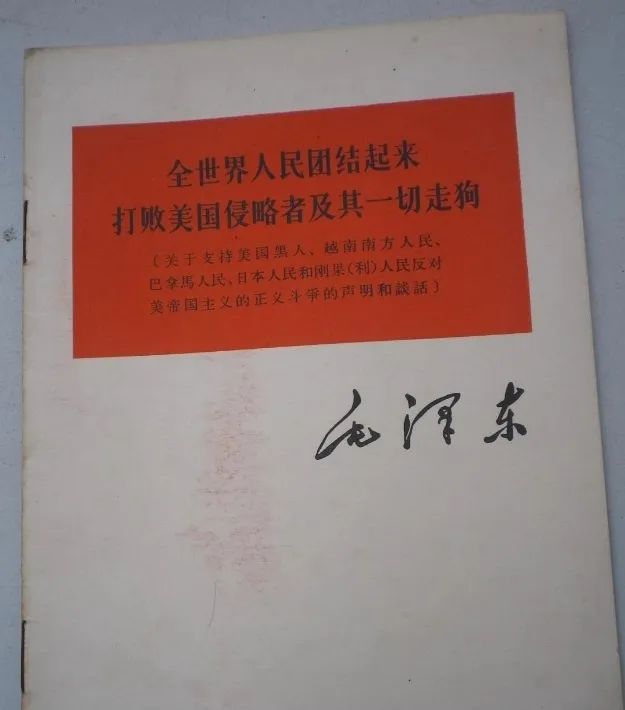 全世界人民团结起来
打败美国侵略者及其一切走狗
(关于支持美国黑人、越南南方人民、
巴拿馬人民、日本人民和刚果(利)人民反对
美帝国主义的正义斗爭的声明和談話)
毛泽东